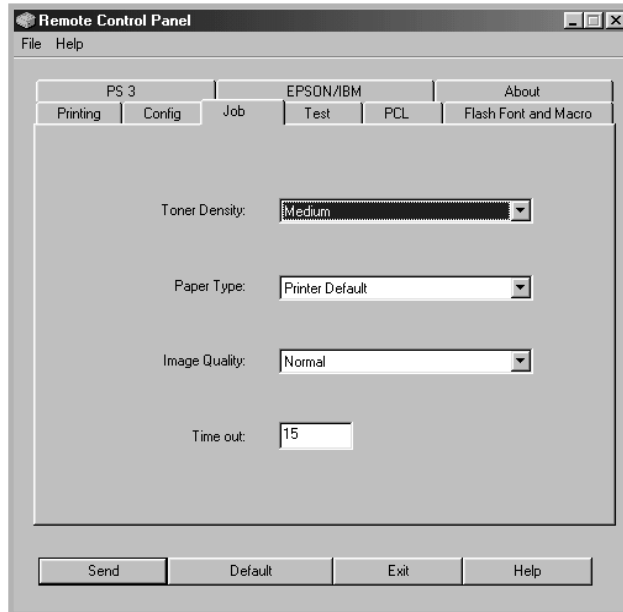 Remote Control Panel
File Help
PS 3 EPSON/IBM About
Printing Config Job Test PCL Flash Font and Macro
Toner Density: Medium
Paper Type: Printer Default
Image Quality: Normal
Time out: 15
Send Default Exit Help